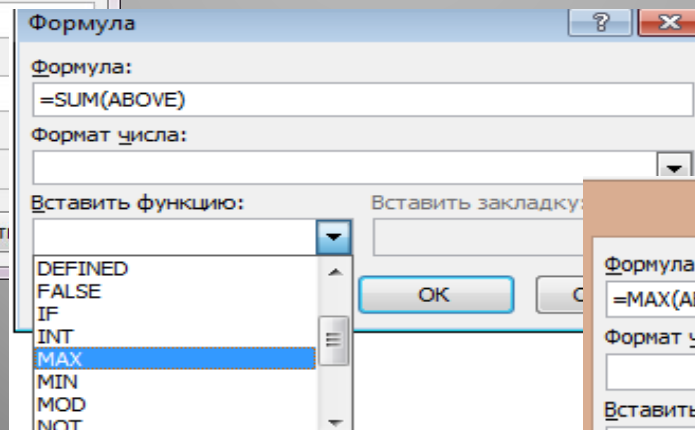 Формула
Формула:
=SUM(ABOVE)
Формат числа:
Вставить функцию:
Вставить закладку:
DEFINED
FALSE
IF
INT
MAX
MIN
MOD
NOT
OK
Формула
=MAX(
Формат
Вставить